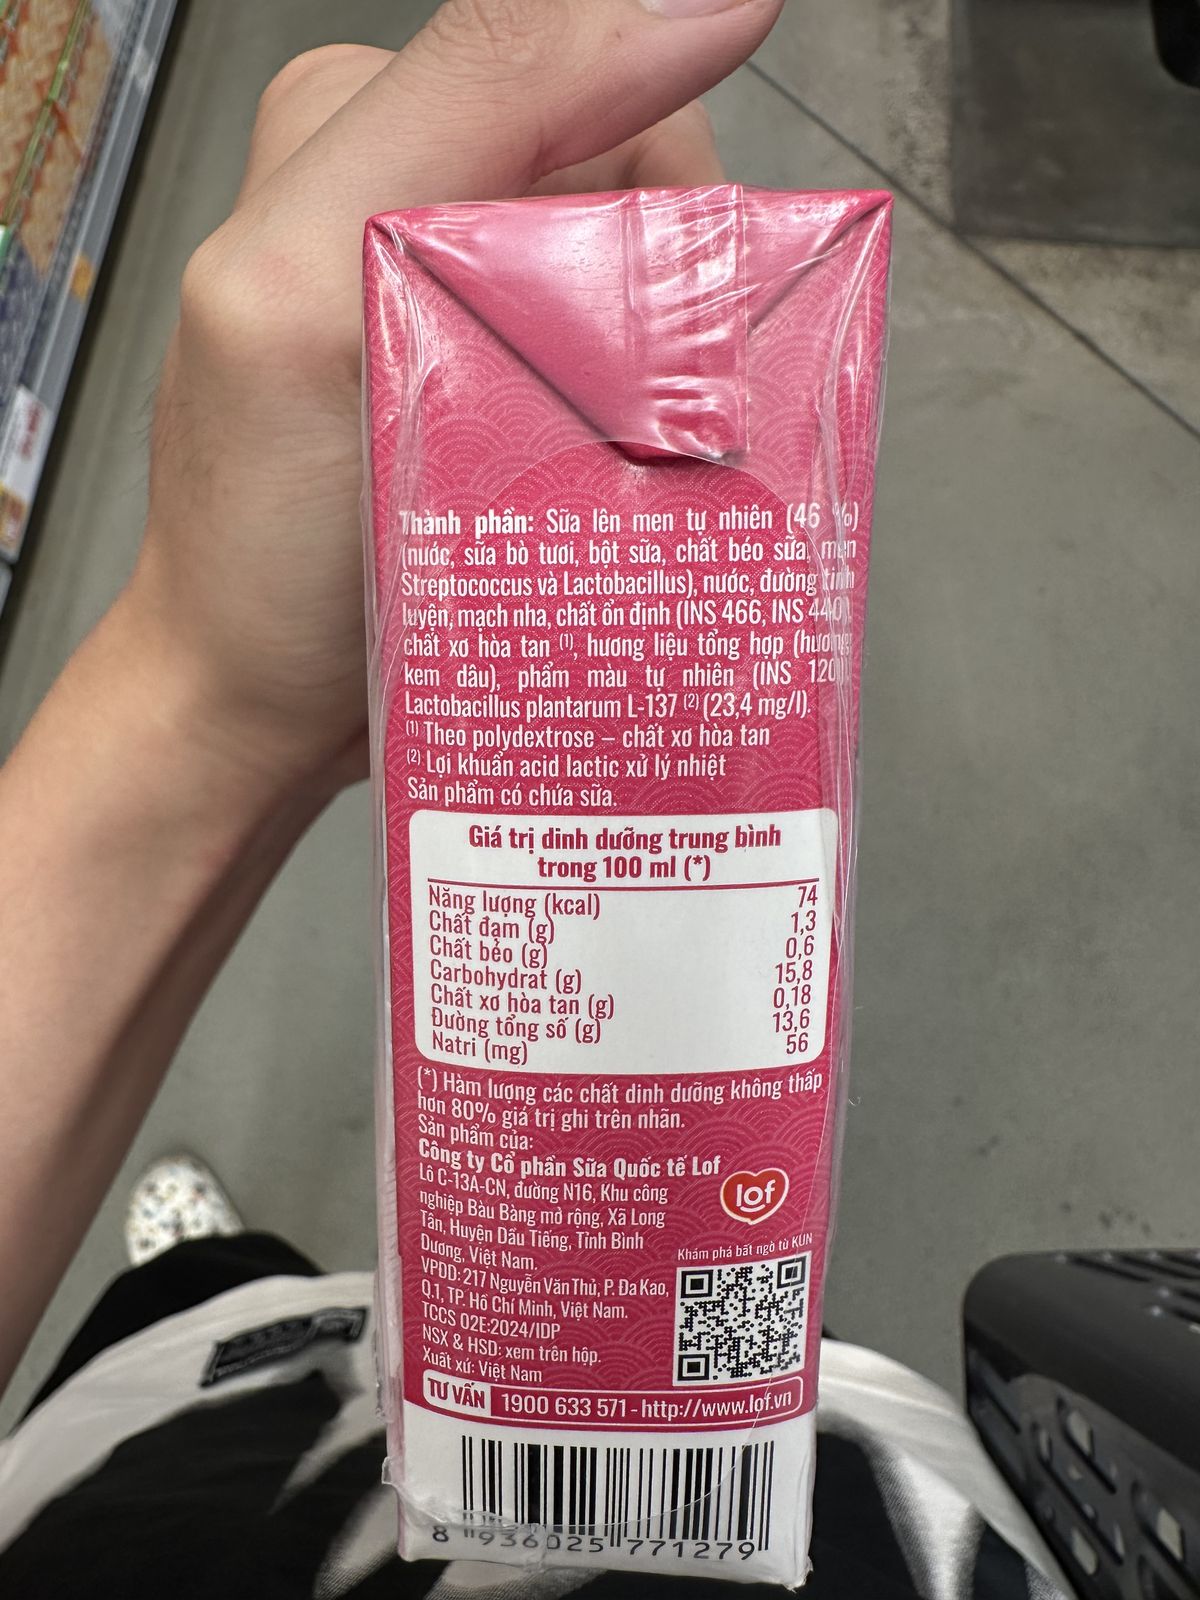 Thành phần: Sữa lên men tự nhiên (46 %)
(nước, sữa bò tươi, bột sữa, chất béo sữa, men
Streptococcus và Lactobacillus), nước, đường tinh
luyện, mạch nha, chất ổn định (INS 466, INS 440),
chất xơ hòa tan (1), hương liệu tổng hợp (hương
kem dâu), phẩm màu tự nhiên (INS 120),
Lactobacillus plantarum L-137 (2) (23,4 mg/l).
(1) Theo polydextrose – chất xơ hòa tan
(2) Lợi khuẩn acid lactic xử lý nhiệt
Sản phẩm có chứa sữa.
Giá trị dinh dưỡng trung bình
trong 100 ml (*)
Năng lượng (kcal) 74
Chất đạm (g) 1,3
Chất béo (g) 0,6
Carbohydrat (g) 15,8
Chất xơ hòa tan (g) 0,18
Đường tổng số (g) 13,6
Natri (mg) 56
(*) Hàm lượng các chất dinh dưỡng không thấp
hơn 80% giá trị ghi trên nhãn.
Sản phẩm của:
Công ty Cổ phần Sữa Quốc tế Lof
Lô C-13A-CN, đường N16, Khu công
nghiệp Bàu Bàng mở rộng, Xã Long
Tân, Huyện Dầu Tiếng, Tỉnh Bình
Dương, Việt Nam.
VPĐD: 217 Nguyễn Văn Thủ, P. Đa Kao,
Q.1, TP. Hồ Chí Minh, Việt Nam.
TCCS 02E:2024/IDP
NSX & HSD: xem trên hộp.
Xuất xứ: Việt Nam
lof
Khám phá bất ngờ từ KUN
TƯ VẤN 1900 633 571 - http://www.lof.vn
8 936025 771279